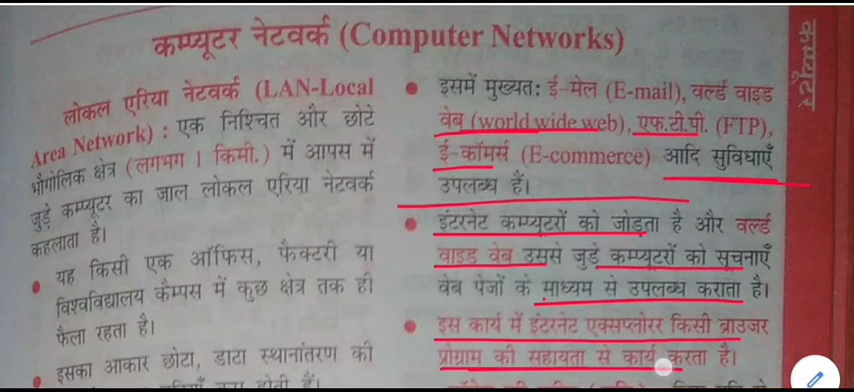 कम्प्यूटर नेटवर्क (Computer Networks)
लोकल एरिया नेटवर्क (LAN-Local
Area Network) : एक निश्चित और छोटे
भौगोलिक क्षेत्र (लगभग 1 किमी.) में आपस में
जुड़े कम्प्यूटर का जाल लोकल एरिया नेटवर्क
कहलाता है।
• यह किसी एक ऑफिस, फैक्टरी या
विश्वविद्यालय कैम्पस में कुछ क्षेत्र तक ही
फैला रहता है।
• इसका आकार छोटा, डाटा स्थानांतरण की
होती हैं।
• इसमें मुख्यत: ई-मेल (E-mail), वर्ल्ड वाइड
वेब (world wide web), एफ.टी.पी. (FTP),
ई-कॉमर्स (E-commerce) आदि सुविधाएँ
उपलब्ध हैं।
• इंटरनेट कम्प्यूटरों को जोड़ता है और वर्ल्ड
वाइड वेब उससे जुड़े कम्प्यूटरों को सूचनाएँ
वेब पेजों के माध्यम से उपलब्ध कराता है।
• इस कार्य में इंटरनेट एक्सप्लोरर किसी ब्राउजर
प्रोग्राम की सहायता से कार्य करता है।
कम्प्यूटर